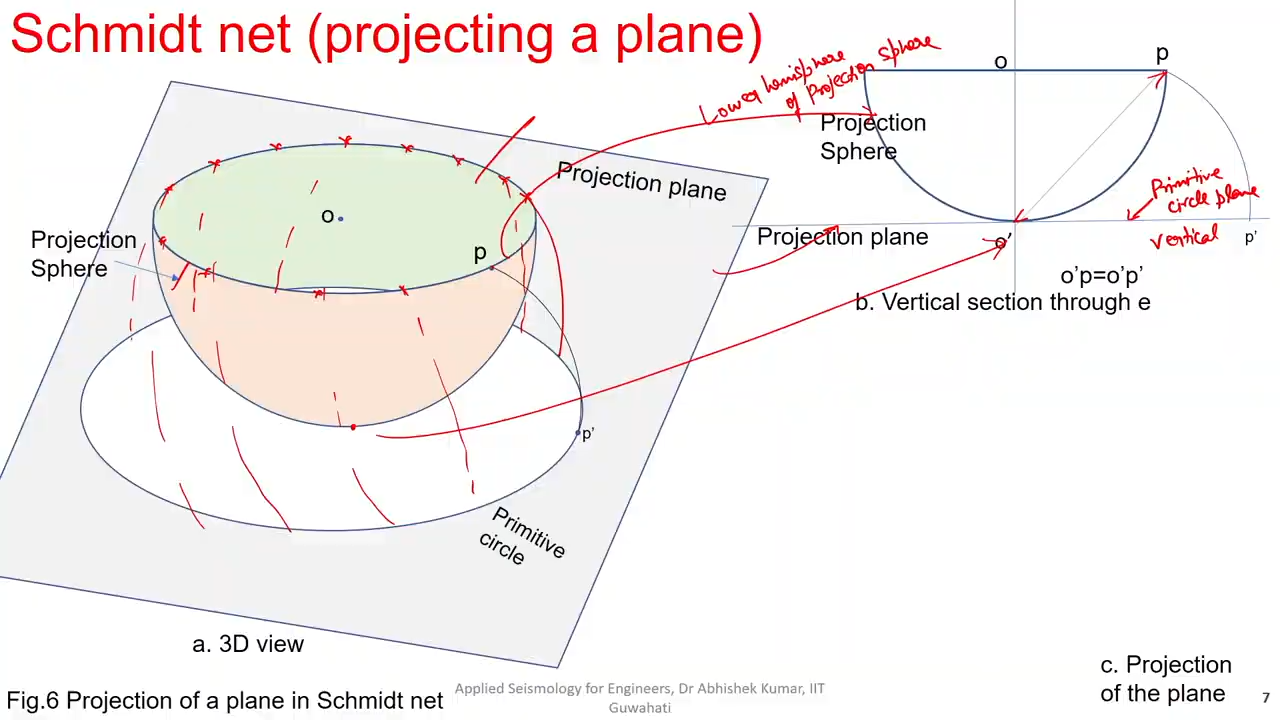 Schmidt net (projecting a plane)
Lower hemisphere
of Projection sphere
o
p
Projection
Sphere
Primitive
circle plane
Projection plane
o'
vertical
p'
o'p=o'p'
b. Vertical section through e
Projection plane
o
p
Projection
Sphere
p'
Primitive
circle
a. 3D view
c. Projection
of the plane
Fig.6 Projection of a plane in Schmidt net
Applied Seismology for Engineers, Dr Abhishek Kumar, IIT
Guwahati
7